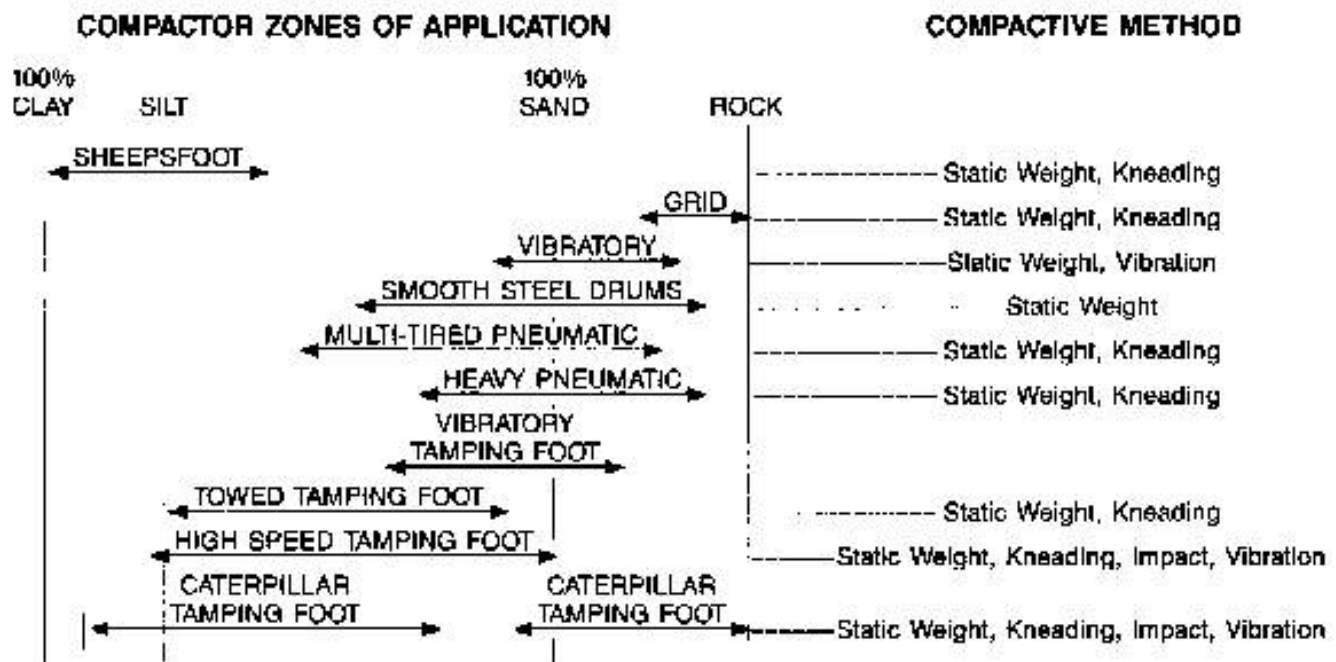 COMPACTOR ZONES OF APPLICATION COMPACTIVE METHOD
100% 100%
CLAY SILT SAND ROCK
SHEEPSFOOT Static Weight, Kneading
GRID Static Weight, Kneading
VIBRATORY Static Weight, Vibration
SMOOTH STEEL DRUMS Static Weight
MULTI-TIRED PNEUMATIC Static Weight, Kneading
HEAVY PNEUMATIC Static Weight, Kneading
VIBRATORY
TAMPING FOOT
TOWED TAMPING FOOT Static Weight, Kneading
HIGH SPEED TAMPING FOOT Static Weight, Kneading, Impact, Vibration
CATERPILLAR CATERPILLAR
TAMPING FOOT TAMPING FOOT Static Weight, Kneading, Impact, Vibration